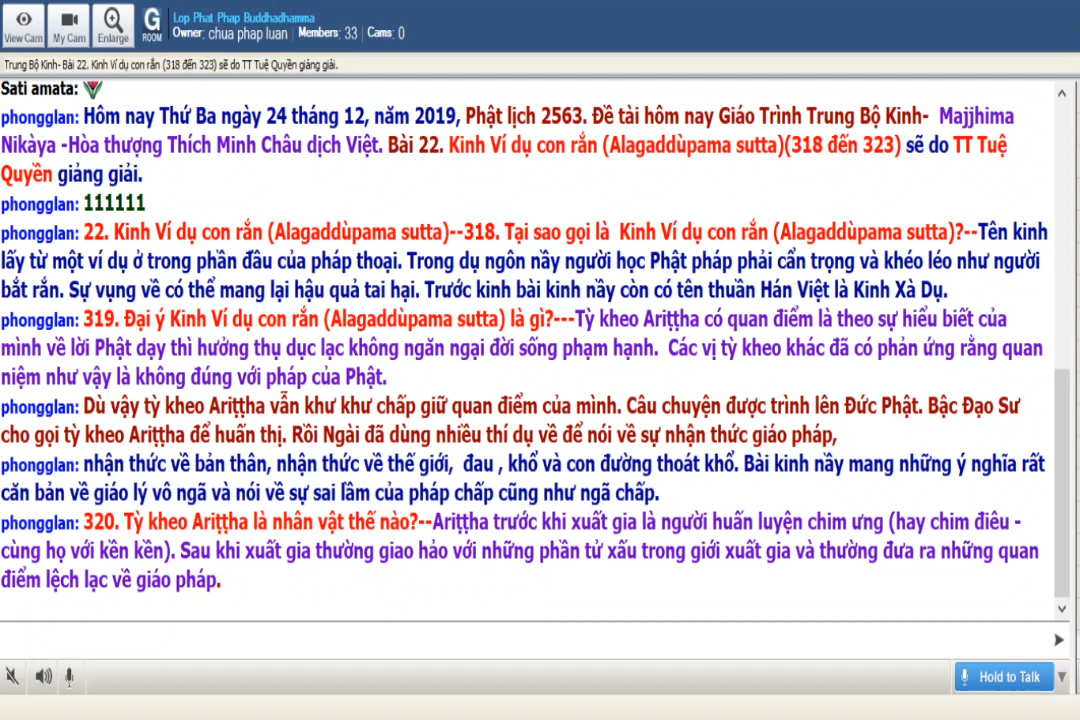 View Cam
My Cam
Enlarge
G
ROOM
Lop Phat Phap Buddhadhamma
Owner: chua phap luan | Members: 33 | Cams: 0
Trung Bộ Kinh- Bài 22. Kinh Ví dụ con rắn (318 đến 323) sẽ do TT Tuệ Quyền giảng giải.
Sati amata:
phongglan: Hôm nay Thứ Ba ngày 24 tháng 12, năm 2019, Phật lịch 2563. Đề tài hôm nay Giáo Trình Trung Bộ Kinh- Majjhima
Nikàya -Hòa thượng Thích Minh Châu dịch Việt. Bài 22. Kinh Ví dụ con rắn (Alagaddùpama sutta)(318 đến 323) sẽ do TT Tuệ
Quyền giảng giải.
phongglan: 111111
phongglan: 22. Kinh Ví dụ con rắn (Alagaddùpama sutta)--318. Tại sao gọi là Kinh Ví dụ con rắn (Alagaddùpama sutta)?--Tên kinh
lấy từ một ví dụ ở trong phần đầu của pháp thoại. Trong dụ ngôn nầy người học Phật pháp phải cẩn trọng và khéo léo như người
bắt rắn. Sự vụng về có thể mang lại hậu quả tai hại. Trước kinh bài kinh nầy còn có tên thuần Hán Việt là Kinh Xà Dụ.
phongglan: 319. Đại ý Kinh Ví dụ con rắn (Alagaddùpama sutta) là gì?---Tỳ kheo Ariṭṭha có quan điểm là theo sự hiểu biết của
mình về lời Phật dạy thì hưởng thụ dục lạc không ngăn ngại đời sống phạm hạnh. Các vị tỳ kheo khác đã có phản ứng rằng quan
niệm như vậy là không đúng với pháp của Phật.
phongglan: Dù vậy tỳ kheo Ariṭṭha vẫn khư khư chấp giữ quan điểm của mình. Câu chuyện được trình lên Đức Phật. Bậc Đạo Sư
cho gọi tỳ kheo Ariṭṭha để huấn thị. Rồi Ngài đã dùng nhiều thí dụ về để nói về sự nhận thức giáo pháp,
phongglan: nhận thức về bản thân, nhận thức về thế giới, đau , khổ và con đường thoát khổ. Bài kinh nầy mang những ý nghĩa rất
căn bản về giáo lý vô ngã và nói về sự sai lầm của pháp chấp cũng như ngã chấp.
phongglan: 320. Tỳ kheo Ariṭṭha là nhân vật thế nào?--Ariṭṭha trước khi xuất gia là người huấn luyện chim ưng (hay chim điêu -
cùng họ với kền kền). Sau khi xuất gia thường giao hảo với những phần tử xấu trong giới xuất gia và thường đưa ra những quan
điểm lệch lạc về giáo pháp.
Hold to Talk